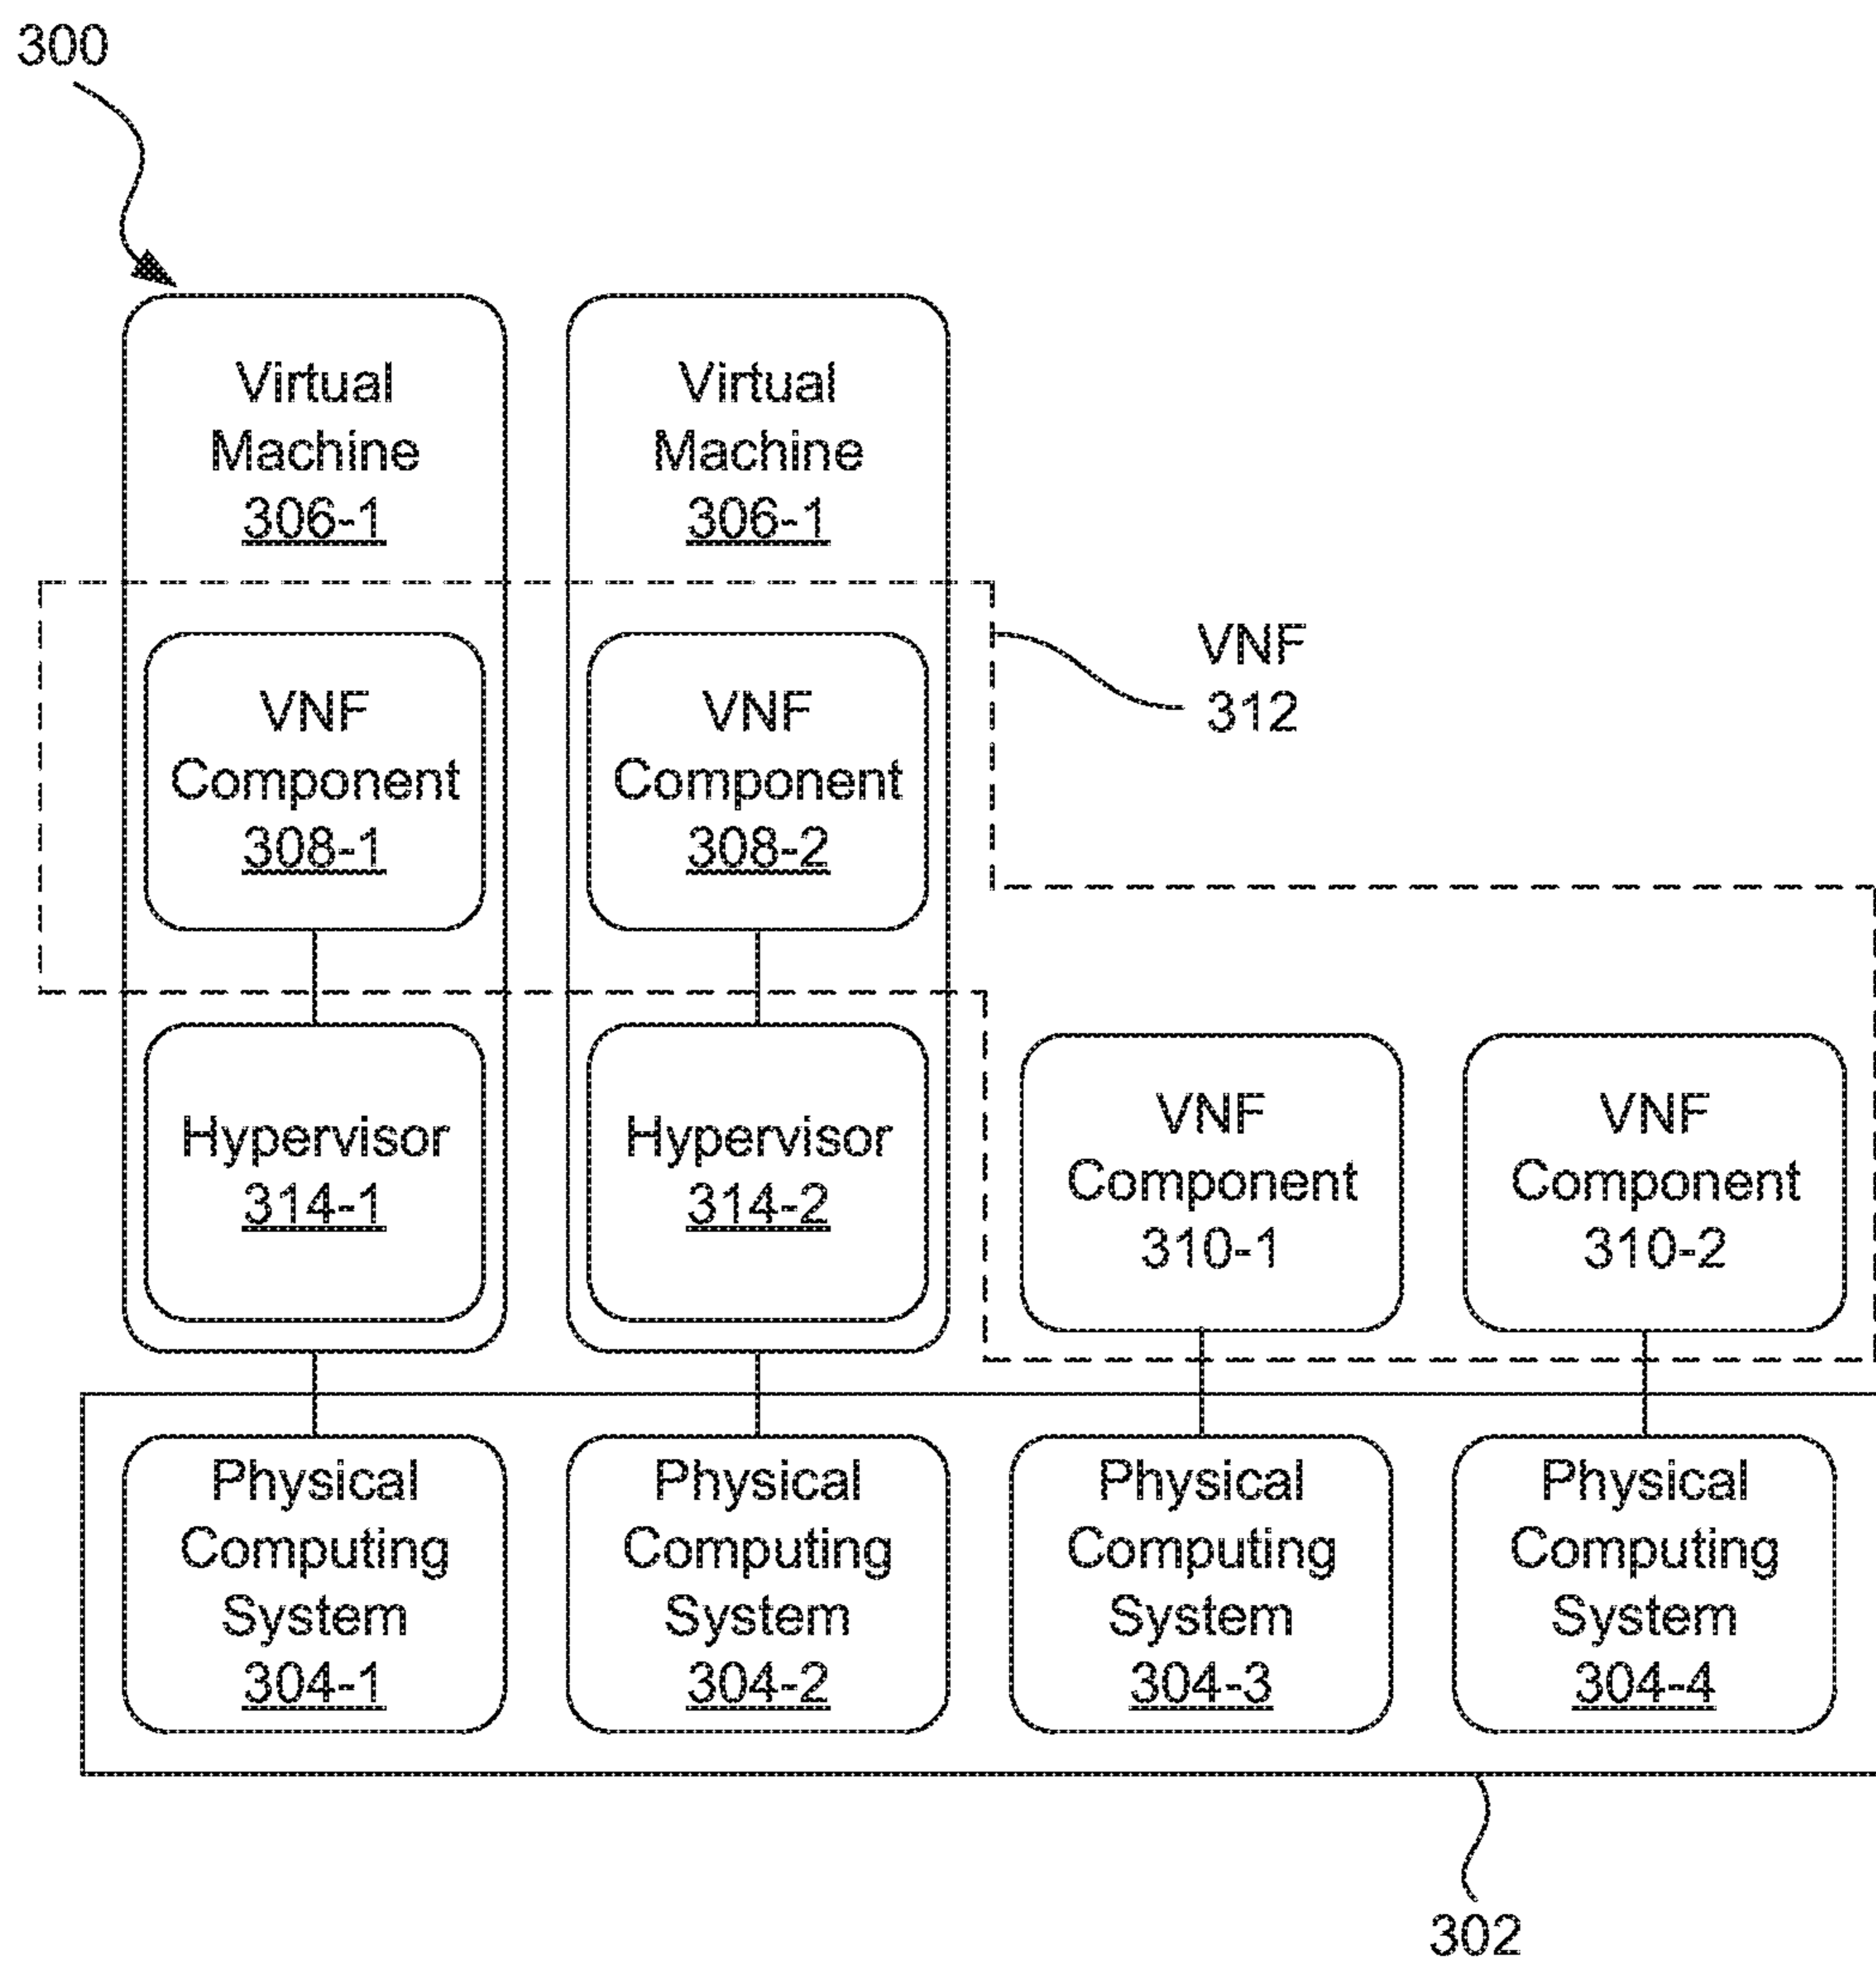 300
Virtual
Machine
306-1
Virtual
Machine
306-1
VNF
312
VNF
Component
308-1
VNF
Component
308-2
Hypervisor
314-1
Hypervisor
314-2
VNF
Component
310-1
VNF
Component
310-2
Physical
Computing
System
304-1
Physical
Computing
System
304-2
Physical
Computing
System
304-3
Physical
Computing
System
304-4
302